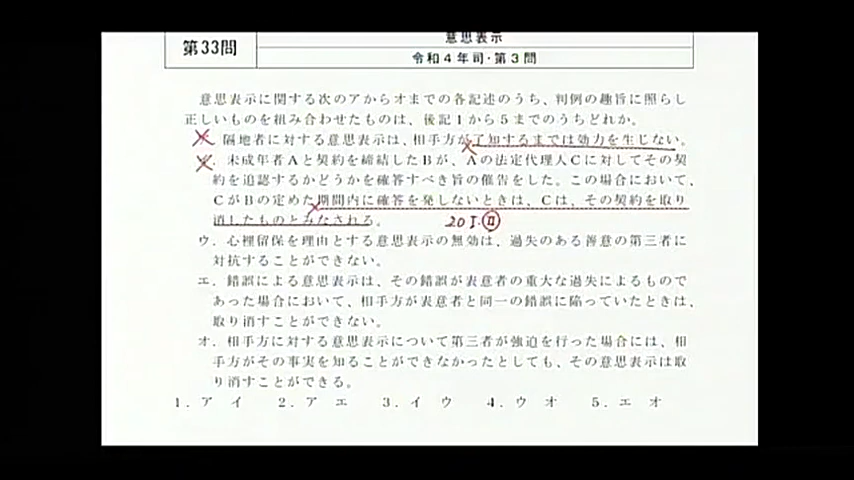 第33問
意思表示
令和4年司・第3問
意思表示に関する次のアからオまでの各記述のうち、判例の趣旨に照らし
正しいものを組み合わせたものは、後記1から5までのうちどれか。
隔地者に対する意思表示は、相手方が了知するまでは効力を生じない。
未成年者Aと契約を締結したBが、Aの法定代理人Cに対してその契
約を追認するかどうかを確答すべき旨の催告をした。この場合において、
CがBの定めた期間内に確答を発しないときは、Cは、その契約を取り
消したものとみなされる。 20Ⅰ.Ⅱ
ウ．心裡留保を理由とする意思表示の無効は、過失のある善意の第三者に
対抗することができない。
エ．錯誤による意思表示は、その錯誤が表意者の重大な過失によるもので
あった場合において、相手方が表意者と同一の錯誤に陥っていたときは、
取り消すことができない。
オ．相手方に対する意思表示について第三者が強迫を行った場合には、相
手方がその事実を知ることができなかったとしても、その意思表示は取
り消すことができる。
1．ア イ 2．ア エ 3．イ ウ 4．ウ オ 5．エ オ